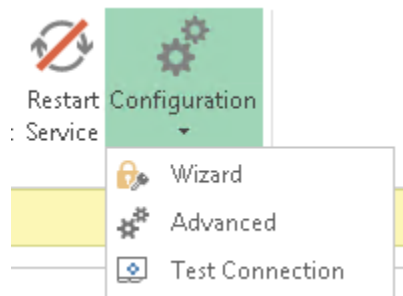 Restart Configuration
: Service
Wizard
Advanced
Test Connection